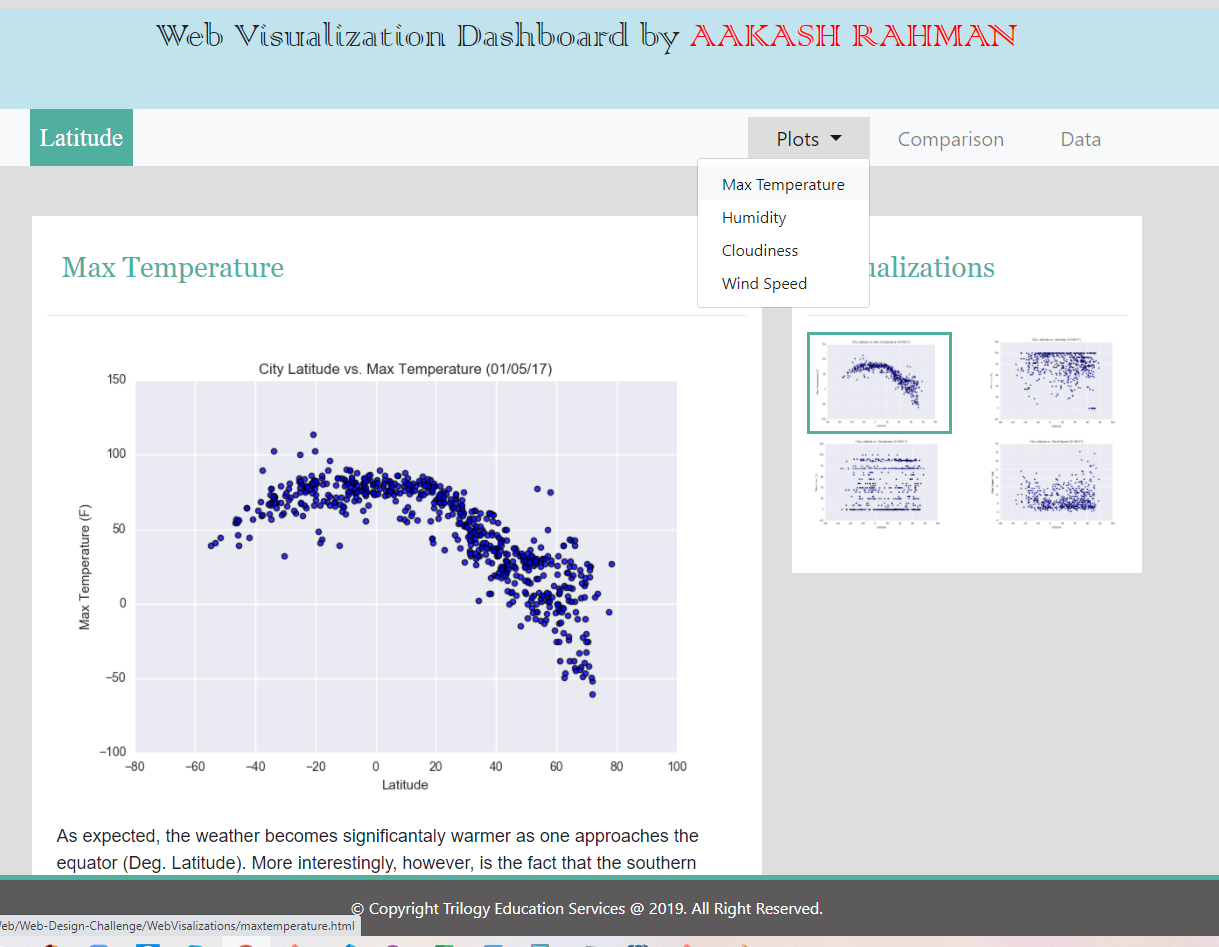 Web Visualization Dashboard by AAKASH RAHMAN
Latitude
Plots
Comparison
Data
Max Temperature
Humidity
Cloudiness
Wind Speed
Max Temperature
ualizations
City Latitude vs. Max Temperature (01/05/17)
150
100
50
0
−50
−100
Max Temperature (F)
−80 −60 −40 −20 0 20 40 60 80 100
Latitude
As expected, the weather becomes significantaly warmer as one approaches the
equator (Deg. Latitude). More interestingly, however, is the fact that the southern
© Copyright Trilogy Education Services @ 2019. All Right Reserved.
eb/Web-Design-Challenge/WebVisalizations/maxtemperature.html